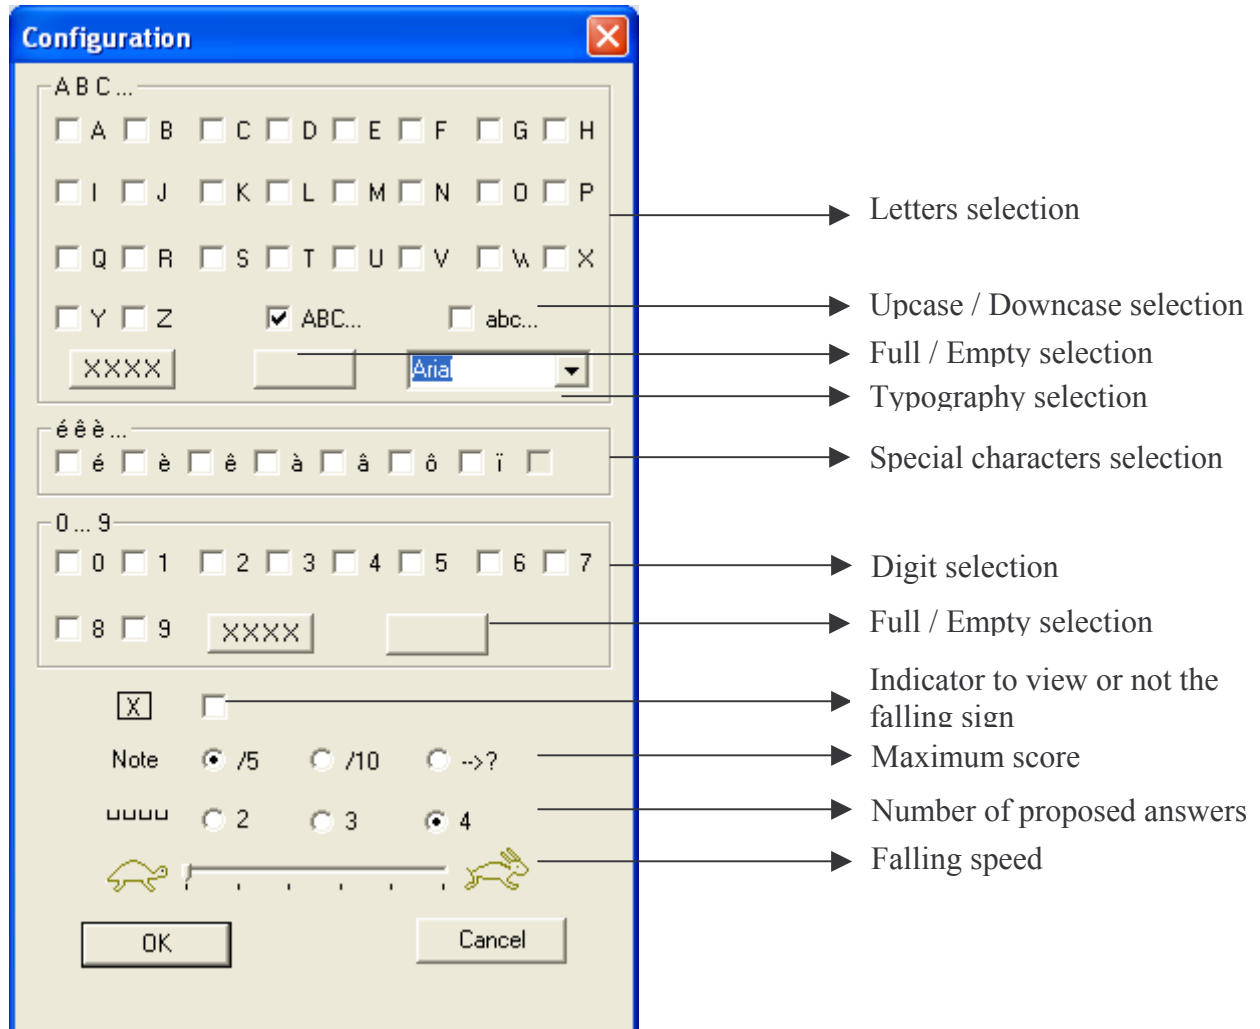 Configuration
A B C ...
A B C D E F G H
I J K L M N O P
Letters selection
Q R S T U V W X
Y Z ABC... abc...
Upcase / Downcase selection
XXXX Arial
Full / Empty selection
Typography selection
é ê è ...
é è ê à â ô ï
Special characters selection
0 ... 9
0 1 2 3 4 5 6 7
Digit selection
8 9 XXXX
Full / Empty selection
X
Indicator to view or not the
falling sign
Note /5 /10 -->?
Maximum score
2 3 4
Number of proposed answers
Falling speed
OK Cancel